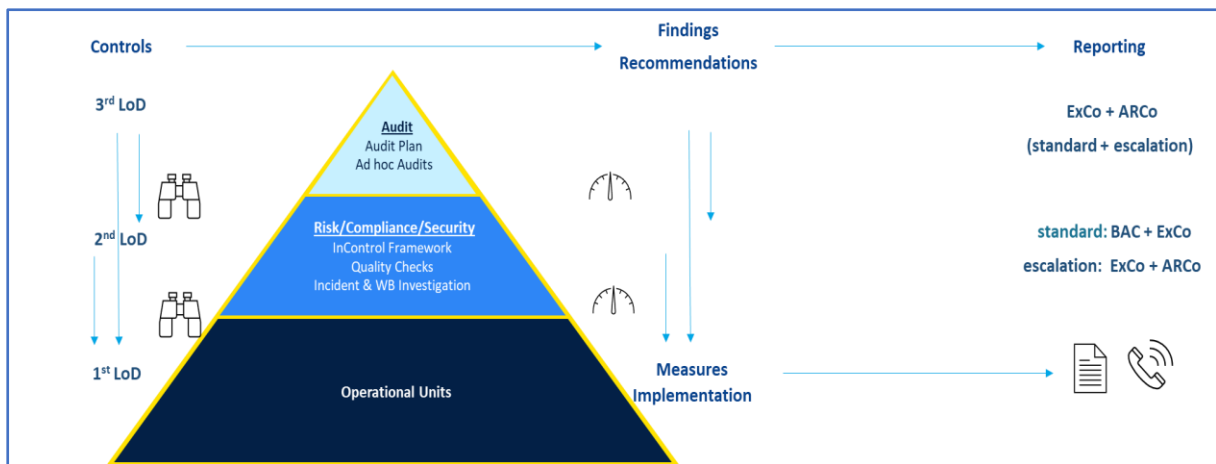 Controls
Findings
Recommendations
Reporting
3rd LoD
Audit
Audit Plan
Ad hoc Audits
ExCo + ARCo
(standard + escalation)
2nd LoD
Risk/Compliance/Security
InControl Framework
Quality Checks
Incident & WB Investigation
standard: BAC + ExCo
escalation: ExCo + ARCo
1st LoD
Operational Units
Measures
Implementation